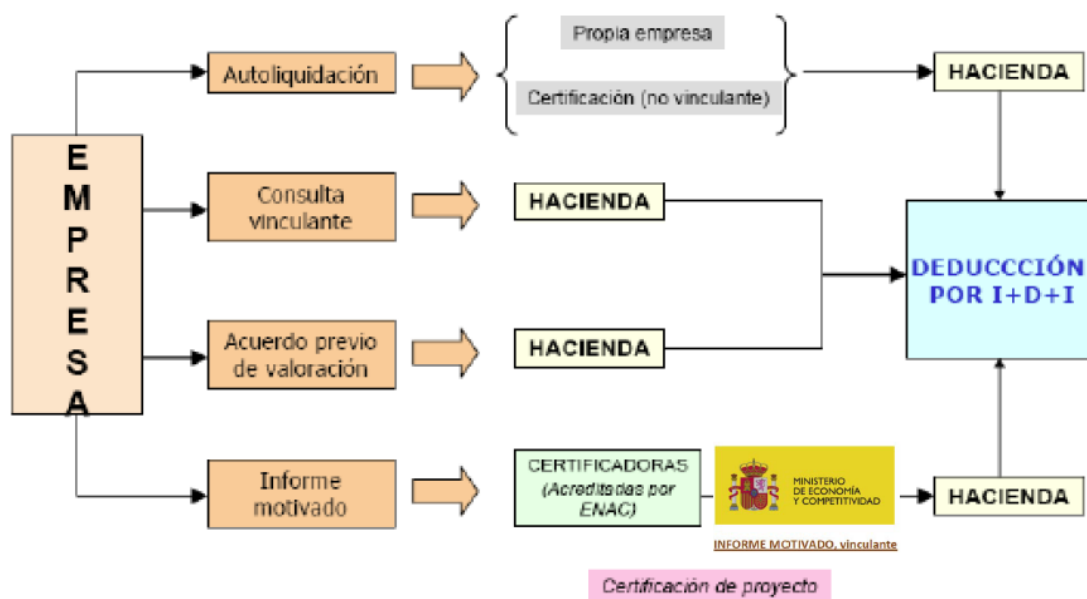 EMPRESA
Autoliquidación
Propia empresa
Certificación (no vinculante)
HACIENDA
Consulta
vinculante
HACIENDA
DEDUCCCIÓN
POR I+D+I
Acuerdo previo
de valoración
HACIENDA
Informe
motivado
CERTIFICADORAS
(Acreditadas por
ENAC)
MINISTERIO
DE ECONOMÍA
Y COMPETITIVIDAD
HACIENDA
INFORME MOTIVADO, vinculante
Certificación de proyecto